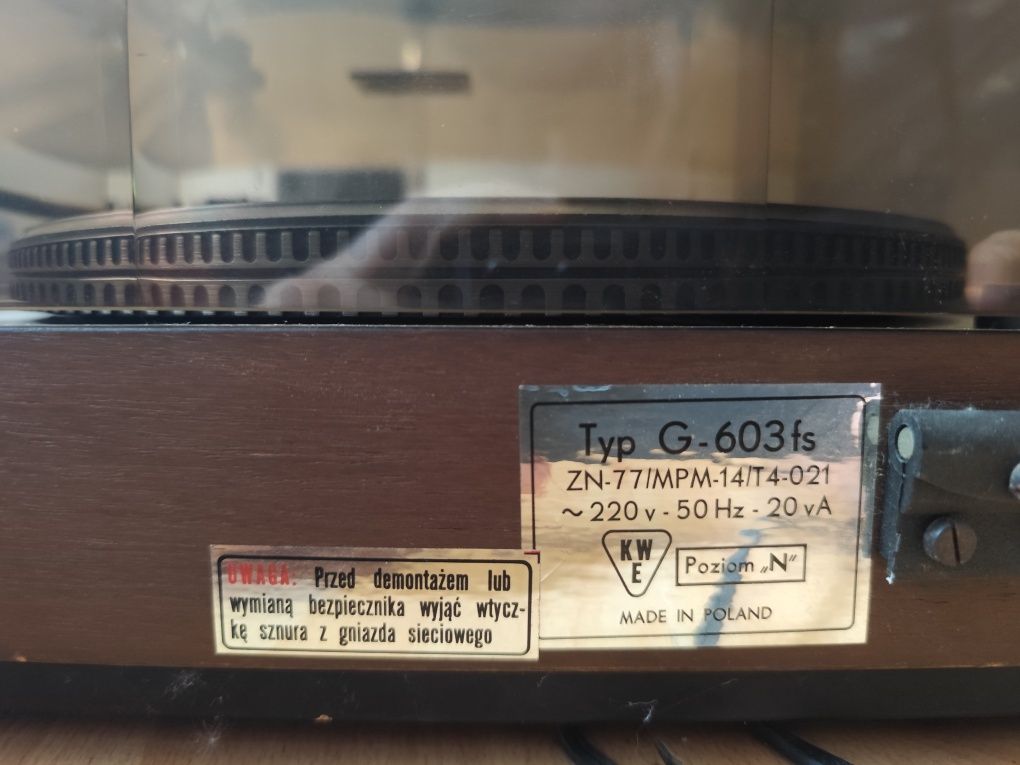 Typ G-603fs
ZN-77/MPM-14/T4-021
~ 220 v - 50 Hz - 20 vA
KW
E
Poziom „N”
MADE IN POLAND
UWAGA: Przed demontażem lub
wymianą bezpiecznika wyjąć wtycz-
kę sznura z gniazda sieciowego